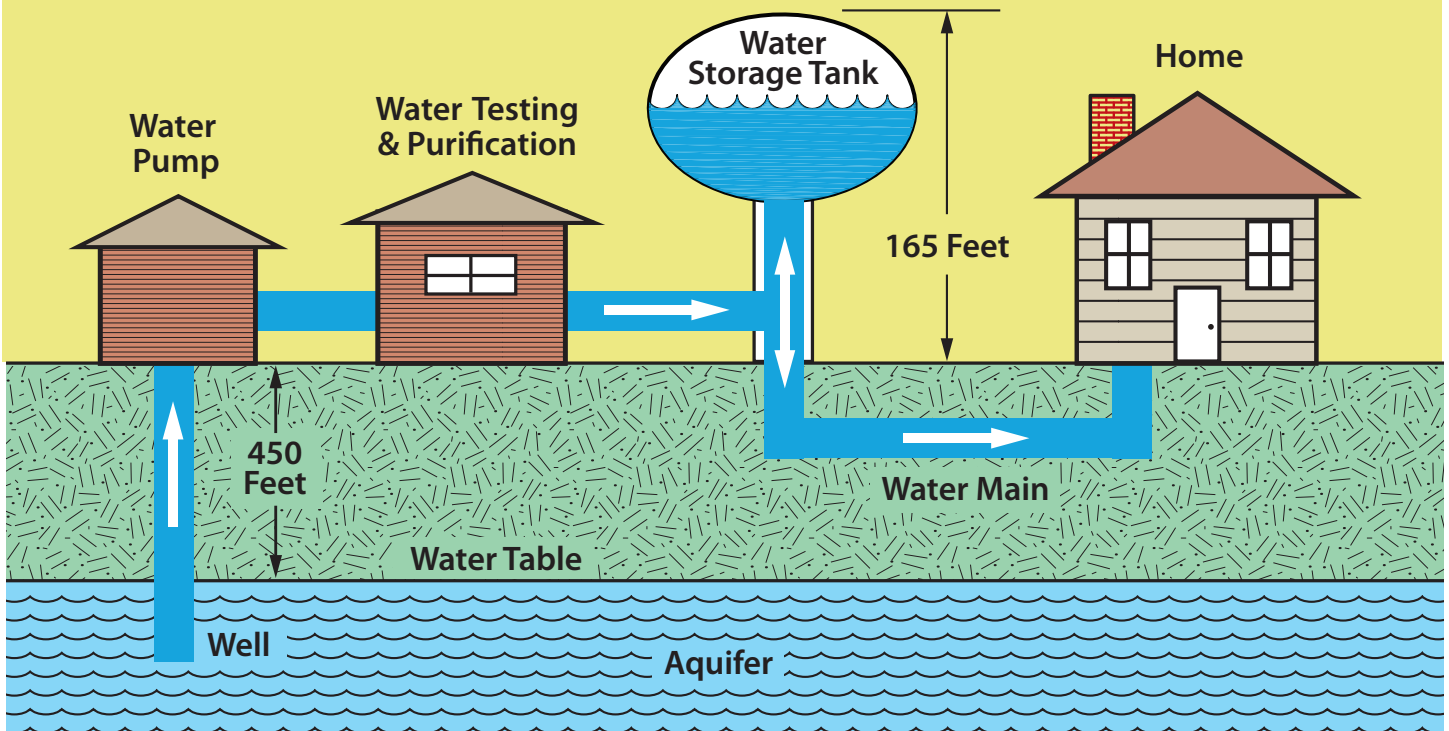 Water
Pump
Water Testing
& Purification
Water
Storage Tank
Home
165 Feet
450
Feet
Water Main
Water Table
Well
Aquifer